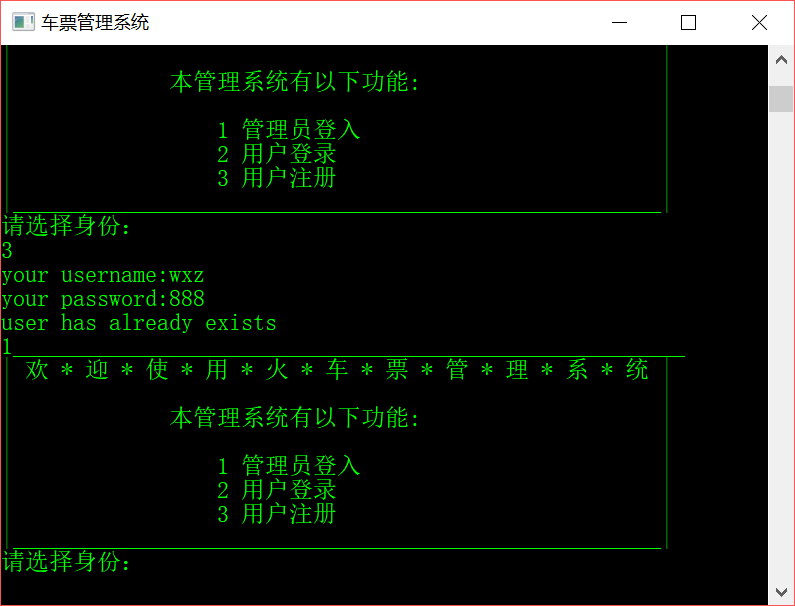 车票管理系统
本管理系统有以下功能:
1 管理员登入
2 用户登录
3 用户注册
请选择身份:
3
your username:wxz
your password:888
user has already exists
1
欢 * 迎 * 使 * 用 * 火 * 车 * 票 * 管 * 理 * 系 * 统
本管理系统有以下功能:
1 管理员登入
2 用户登录
3 用户注册
请选择身份: